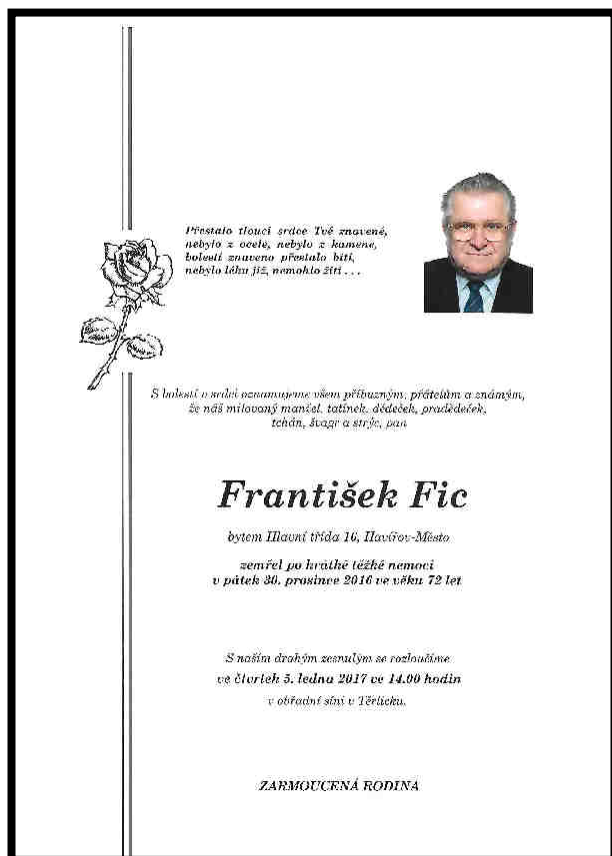 Přestalo tlouci srdce Tvé znavené,
nebylo z ocele, nebylo z kamene,
bolestí znaveno přestalo bíti,
nebylo léku již, nemohlo žíti . . .
S bolestí v srdci oznamujeme všem příbuzným, přátelům a známým,
že náš milovaný manžel, tatínek, dědeček, pradědeček,
tchán, švagr a strýc, pan
František Fic
bytem Hlavní třída 16, Havířov-Město
zemřel po krátké těžké nemoci
v pátek 30. prosince 2016 ve věku 72 let
S naším drahým zesnulým se rozloučíme
ve čtvrtek 5. ledna 2017 ve 14.00 hodin
v obřadní síni v Těrlicku.
ZARMOUCENÁ RODINA